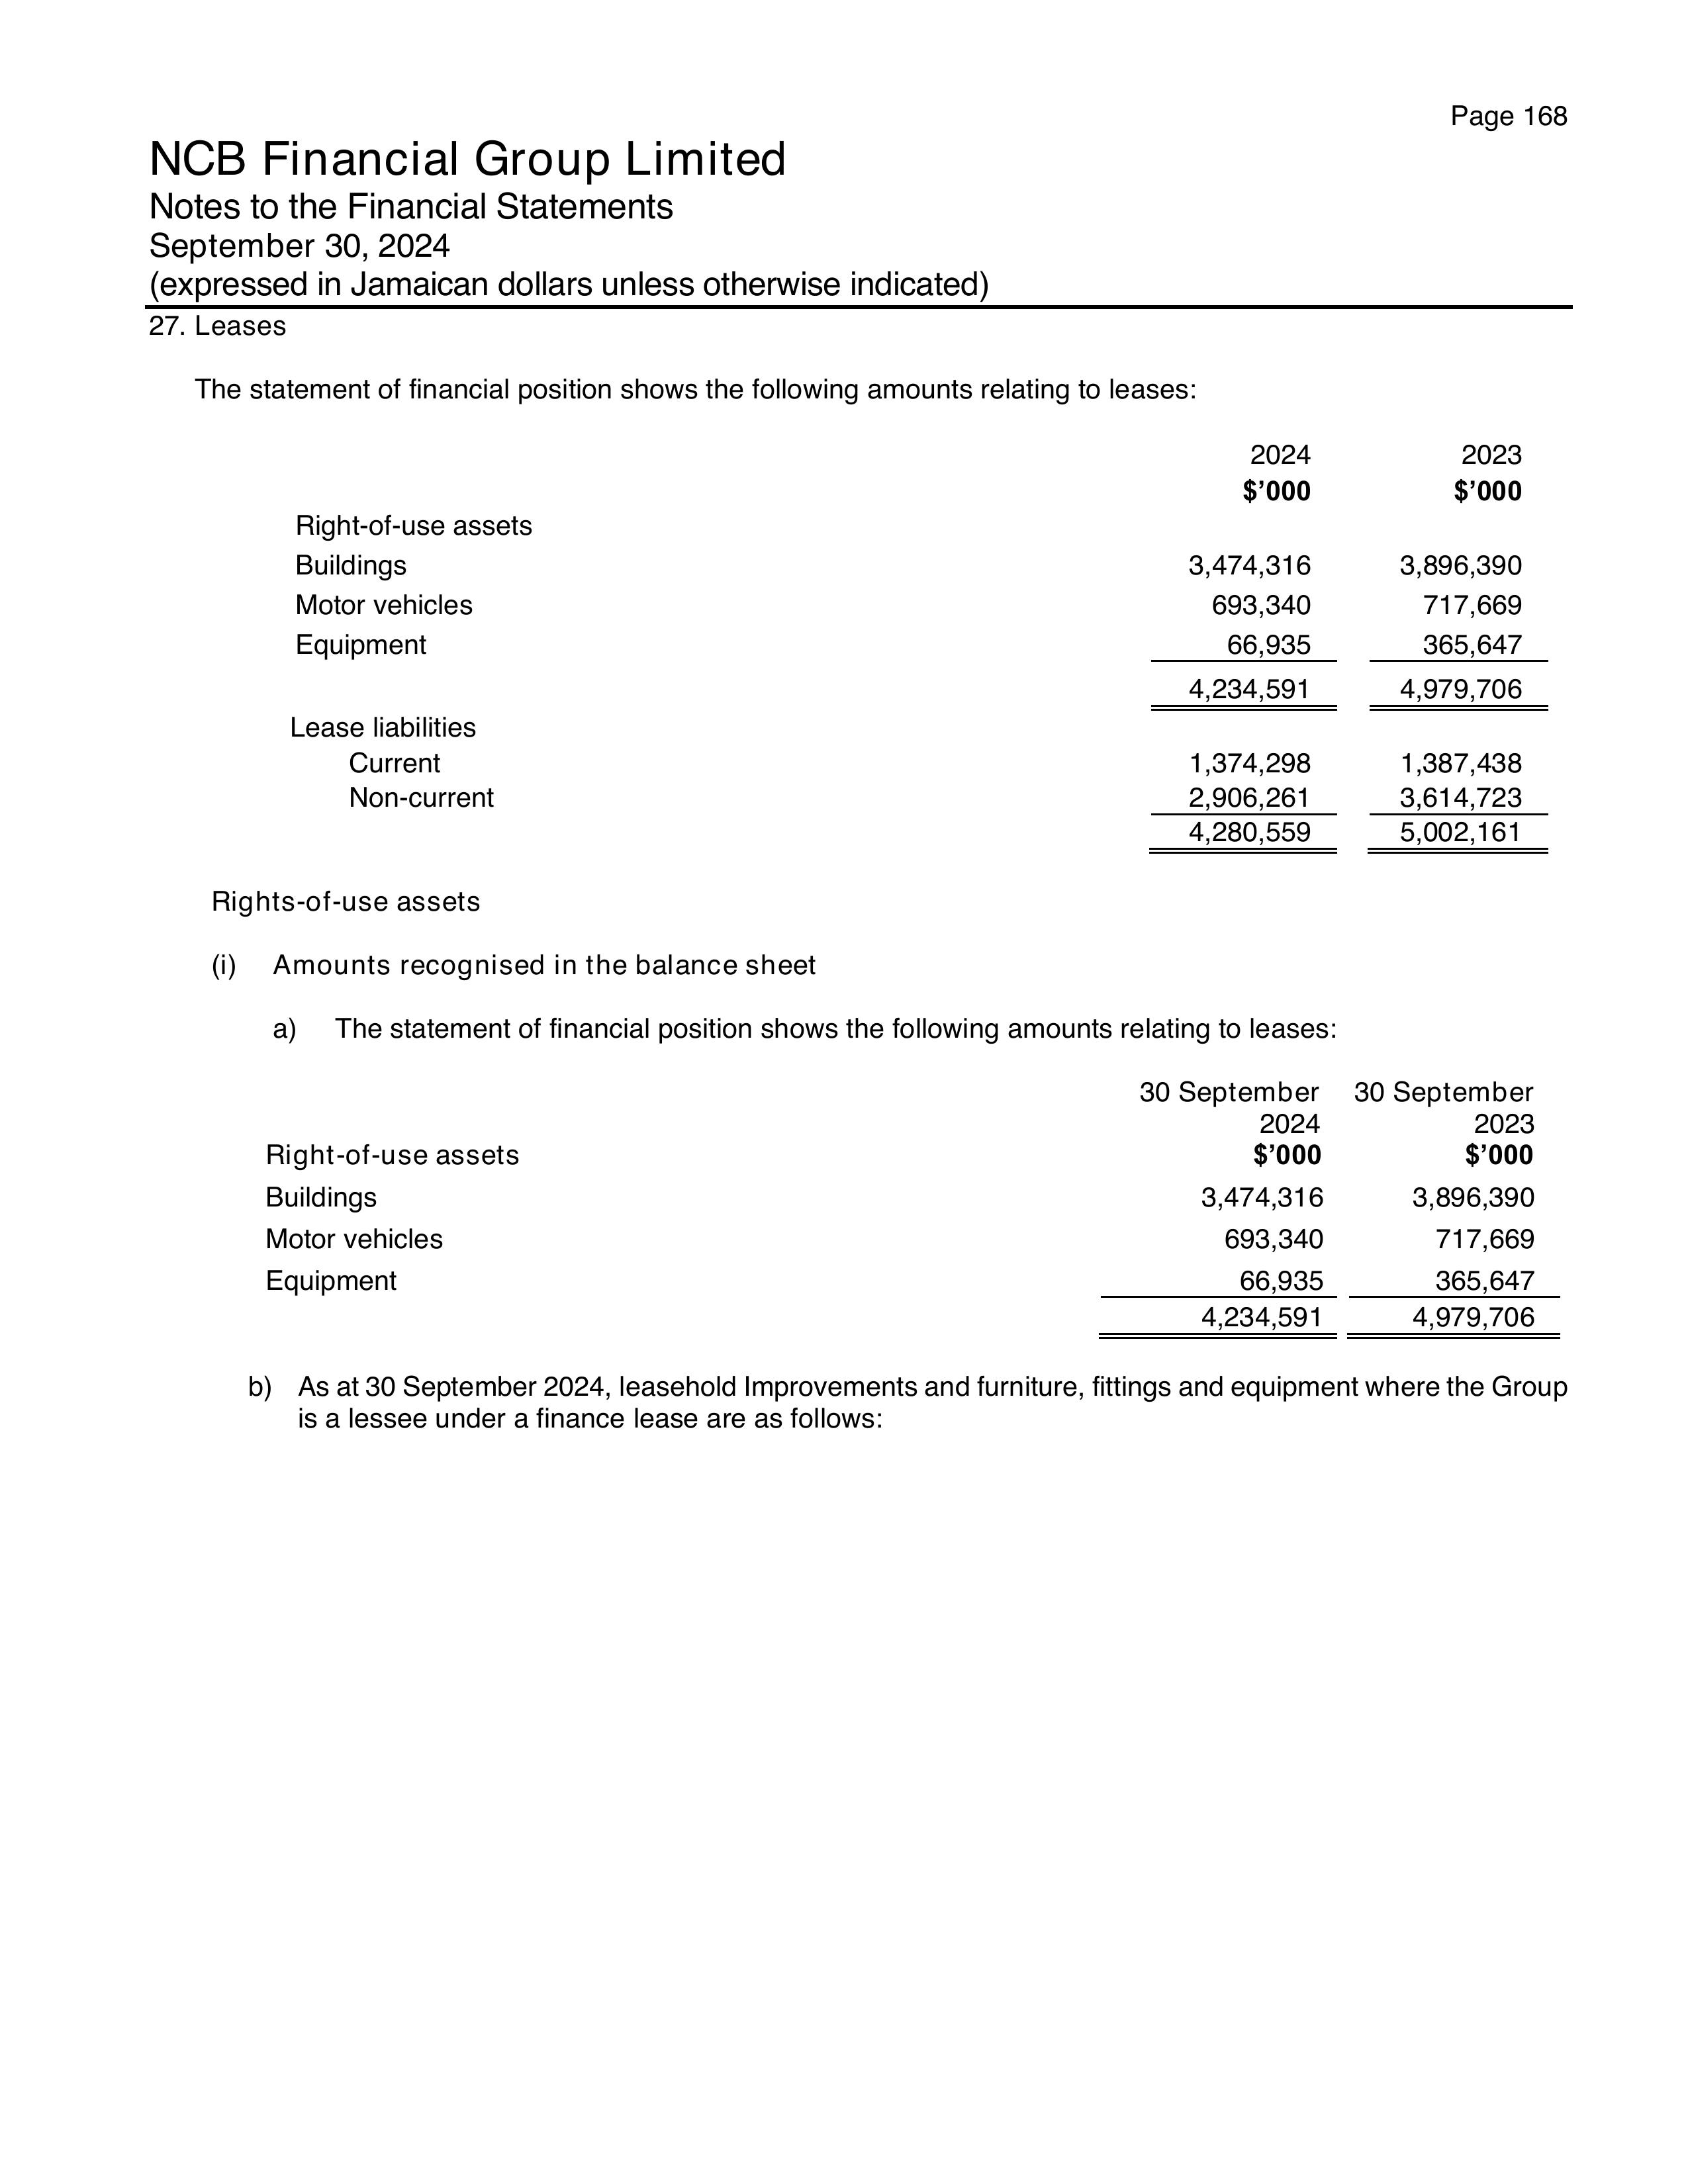 Page 168
NCB Financial Group Limited
Notes to the Financial Statements
September 30, 2024
(expressed in Jamaican dollars unless otherwise indicated)
27. Leases
The statement of financial position shows the following amounts relating to leases:
2024 2023
$’000 $’000
Right-of-use assets
Buildings 3,474,316 3,896,390
Motor vehicles 693,340 717,669
Equipment 66,935 365,647
4,234,591 4,979,706
Lease liabilities
Current 1,374,298 1,387,438
Non-current 2,906,261 3,614,723
4,280,559 5,002,161
Rights-of-use assets
(i) Amounts recognised in the balance sheet
a) The statement of financial position shows the following amounts relating to leases:
30 September 30 September
2024 2023
Right-of-use assets $’000 $’000
Buildings 3,474,316 3,896,390
Motor vehicles 693,340 717,669
Equipment 66,935 365,647
4,234,591 4,979,706
b) As at 30 September 2024, leasehold Improvements and furniture, fittings and equipment where the Group
is a lessee under a finance lease are as follows: